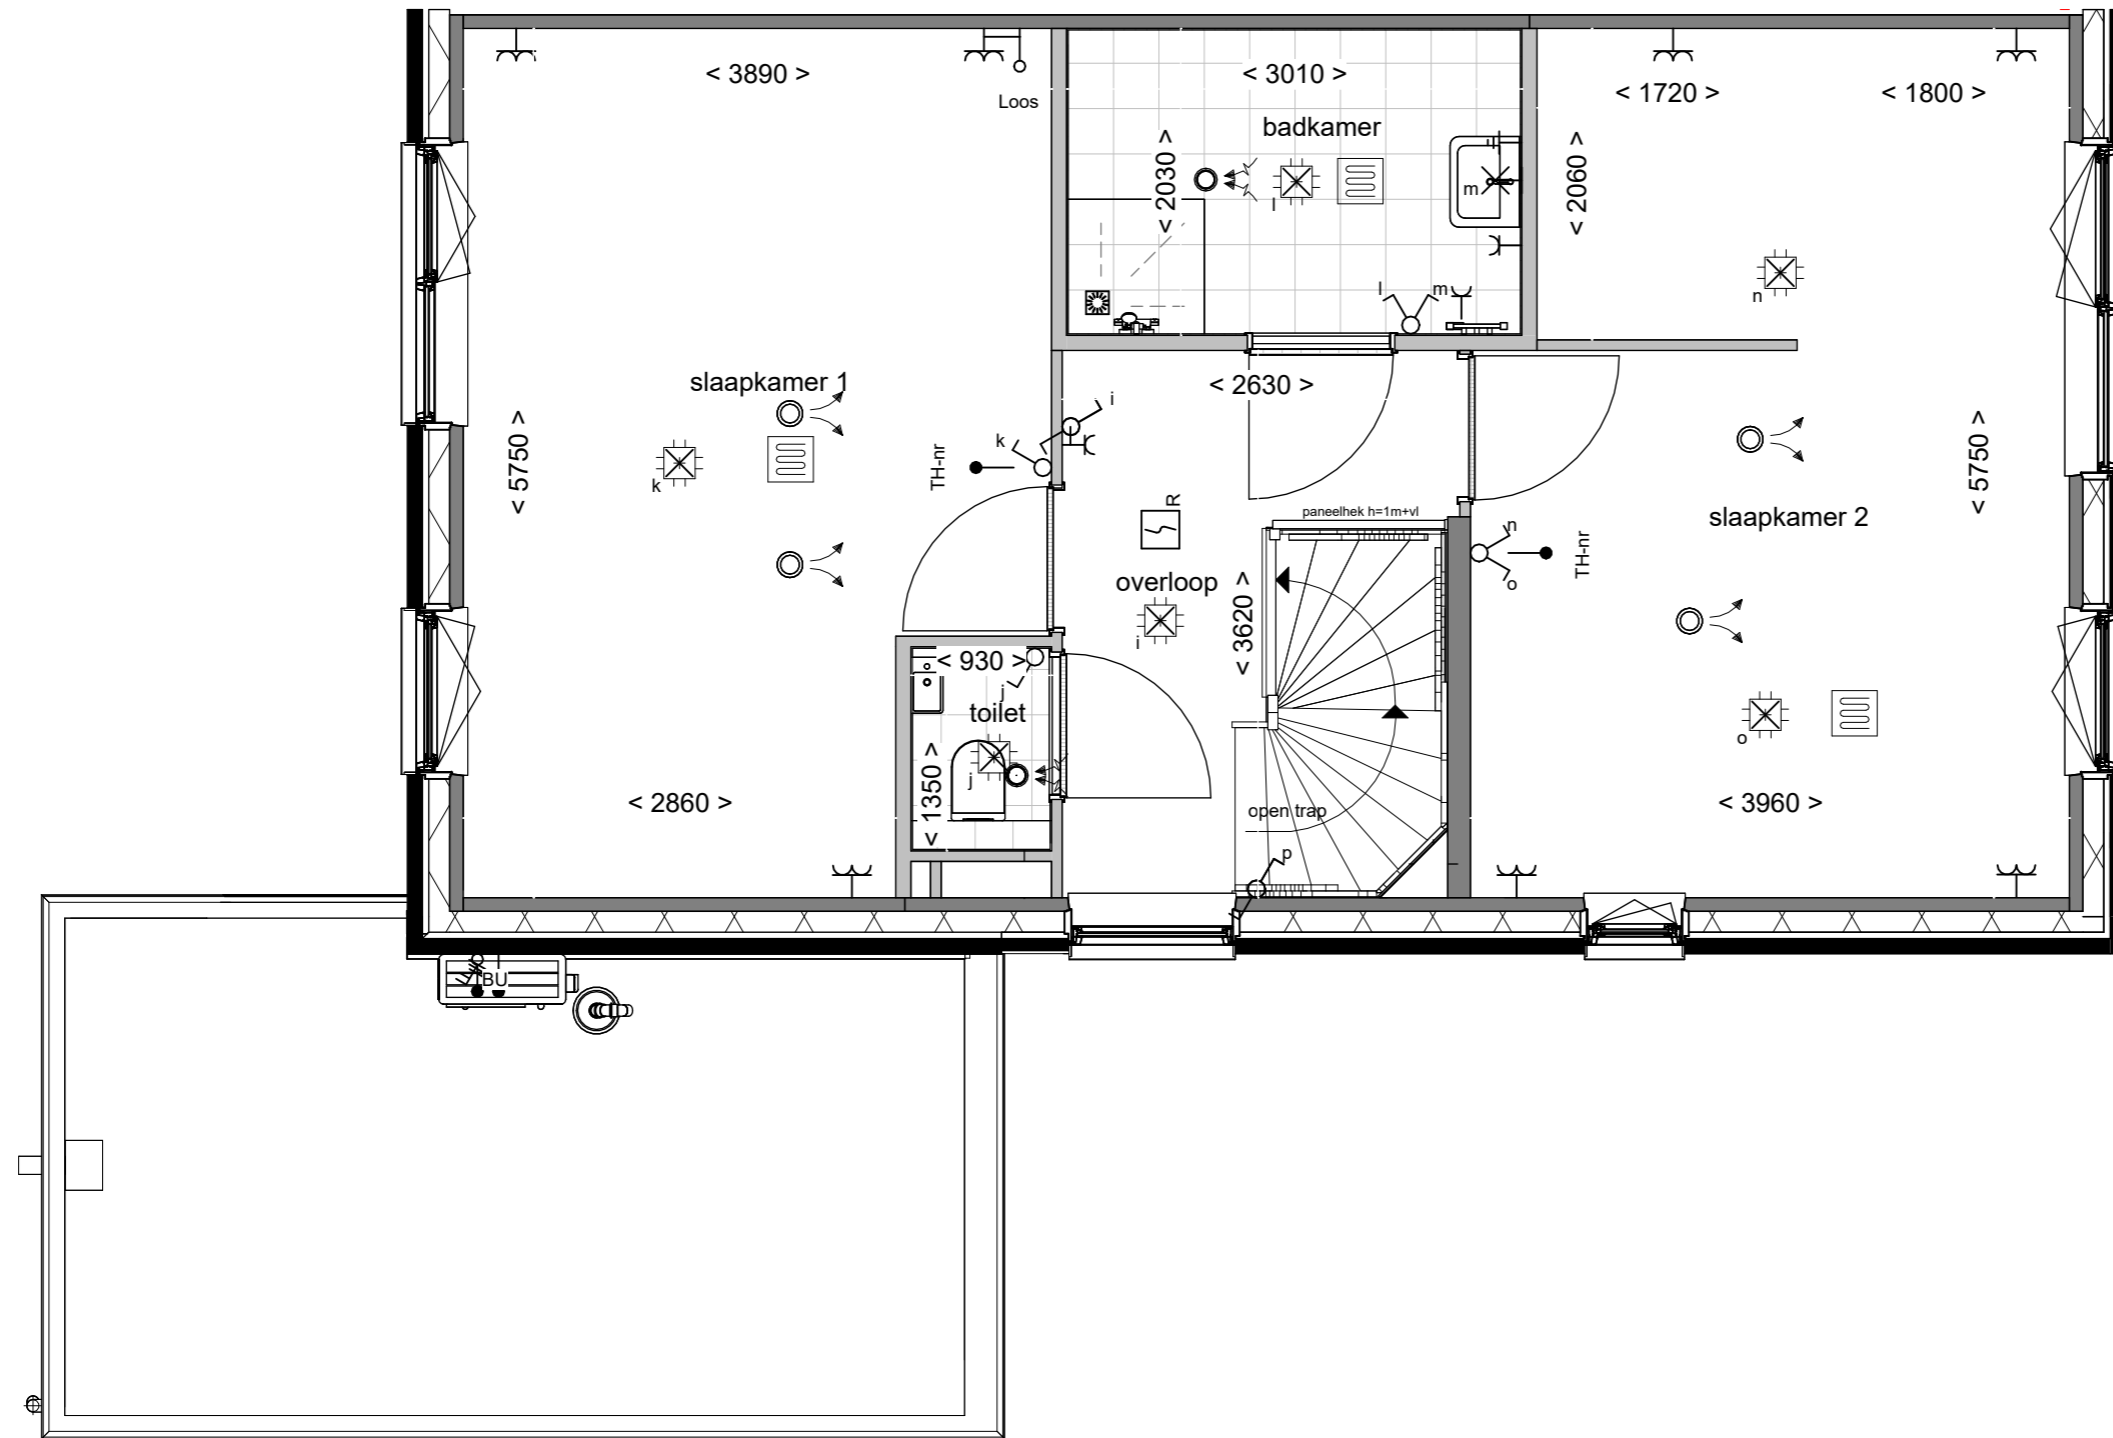 < 3890 >
< 3010 >
< 1720 >
< 1800 >
Loos
badkamer
< 2030 >
< 2060 >
l
m
n
l
m
slaapkamer 1
< 2630 >
i
k
< 5750 >
TH-nr
k
R
paneelhek h=1m+vl
< 5750 >
slaapkamer 2
n
TH-nr
o
overloop
< 3620 >
i
< 930 >
j
toilet
j
< 1350 >
o
< 2860 >
open trap
< 3960 >
p
BU